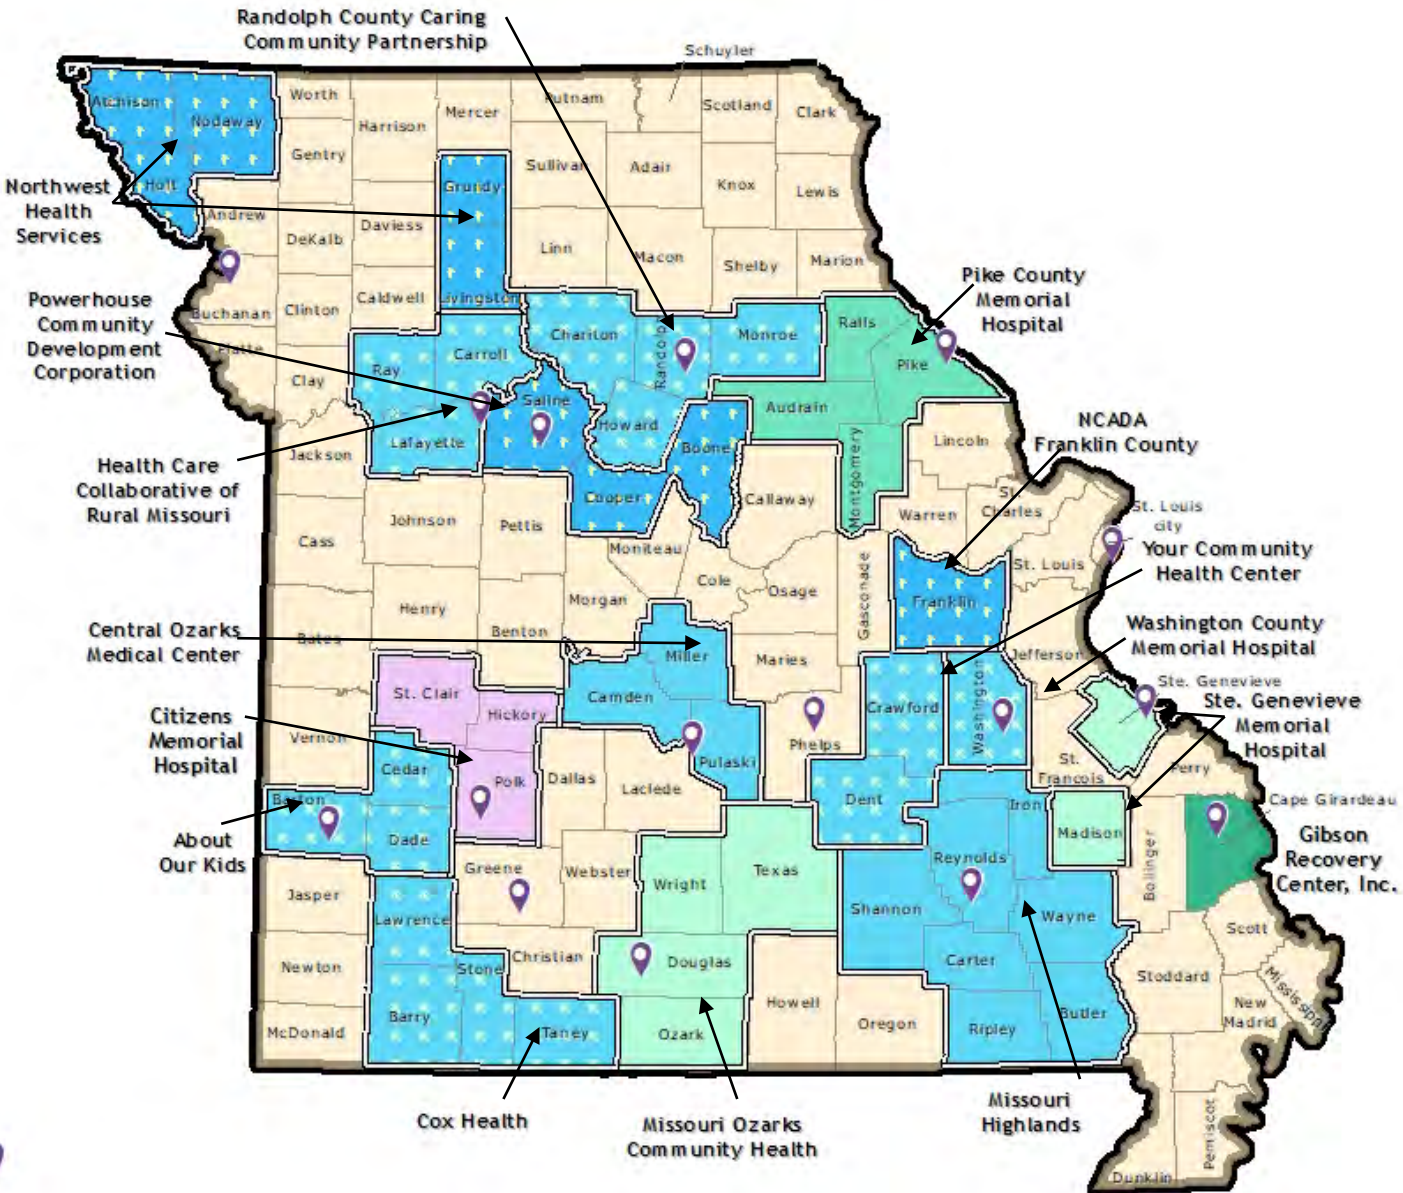 Randolph County Caring
Community Partnership
Schuyler
Atchison
Nodaway
Worth
Mercer
Putnam
Scotland
Clark
Harrison
Gentry
Sullivan
Adair
Knox
Lewis
Holt
Grundy
Northwest
Health
Services
Andrew
DeKalb
Daviess
Linn
Macon
Shelby
Marion
Pike County
Memorial
Hospital
Powerhouse
Community
Development
Corporation
Buchanan
Clinton
Caldwell
Livingston
Chariton
Randolph
Monroe
Ralls
Pike
Platte
Clay
Ray
Carroll
Saline
Howard
Audrain
Lafayette
Boone
Montgomery
Lincoln
NCADA
Franklin County
Jackson
Health Care
Collaborative of
Rural Missouri
Johnson
Pettis
Cooper
Callaway
Warren
St.
Charles
St. Louis
city
Cass
Moniteau
Cole
Osage
Gasconade
Franklin
St. Louis
Your Community
Health Center
Henry
Morgan
Benton
Bates
Central Ozarks
Medical Center
Miller
Maries
Jefferson
Washington County
Memorial Hospital
St. Clair
Hickory
Camden
Crawford
Washington
Ste. Genevieve
Ste. Genevieve
Memorial
Hospital
Citizens
Memorial
Hospital
Vernon
Cedar
Polk
Dallas
Laclede
Pulaski
Phelps
Dent
St.
Francois
Perry
Barton
Dade
Iron
Madison
Cape Girardeau
Gibson
Recovery
Center, Inc.
About
Our Kids
Jasper
Greene
Webster
Wright
Texas
Reynolds
Bollinger
Lawrence
Shannon
Wayne
Scott
Newton
Stone
Christian
Douglas
Carter
Stoddard
Mississippi
McDonald
Barry
Taney
Ozark
Howell
Oregon
Ripley
Butler
New
Madrid
Cox Health
Missouri Ozarks
Community Health
Missouri
Highlands
Pemiscot
Dunklin